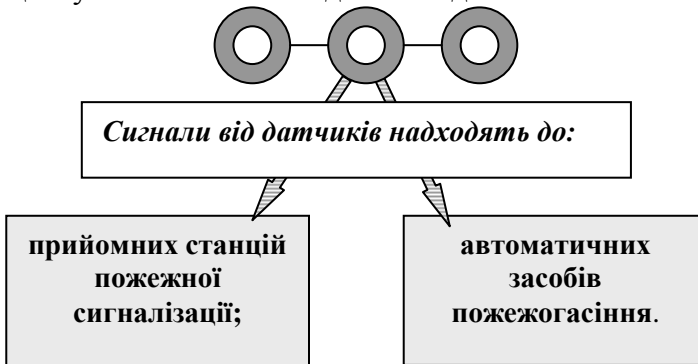 Сигнали від датчиків надходять до:
прийомних станцій
пожежної
сигналізації;
автоматичних
засобів
пожежогасіння.